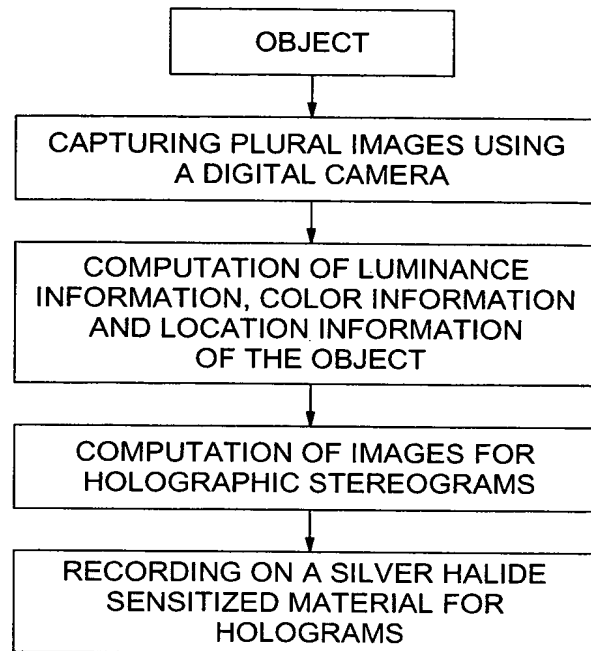 OBJECT
CAPTURING PLURAL IMAGES USING
A DIGITAL CAMERA
COMPUTATION OF LUMINANCE
INFORMATION, COLOR INFORMATION
AND LOCATION INFORMATION
OF THE OBJECT
COMPUTATION OF IMAGES FOR
HOLOGRAPHIC STEREOGRAMS
RECORDING ON A SILVER HALIDE
SENSITIZED MATERIAL FOR
HOLOGRAMS